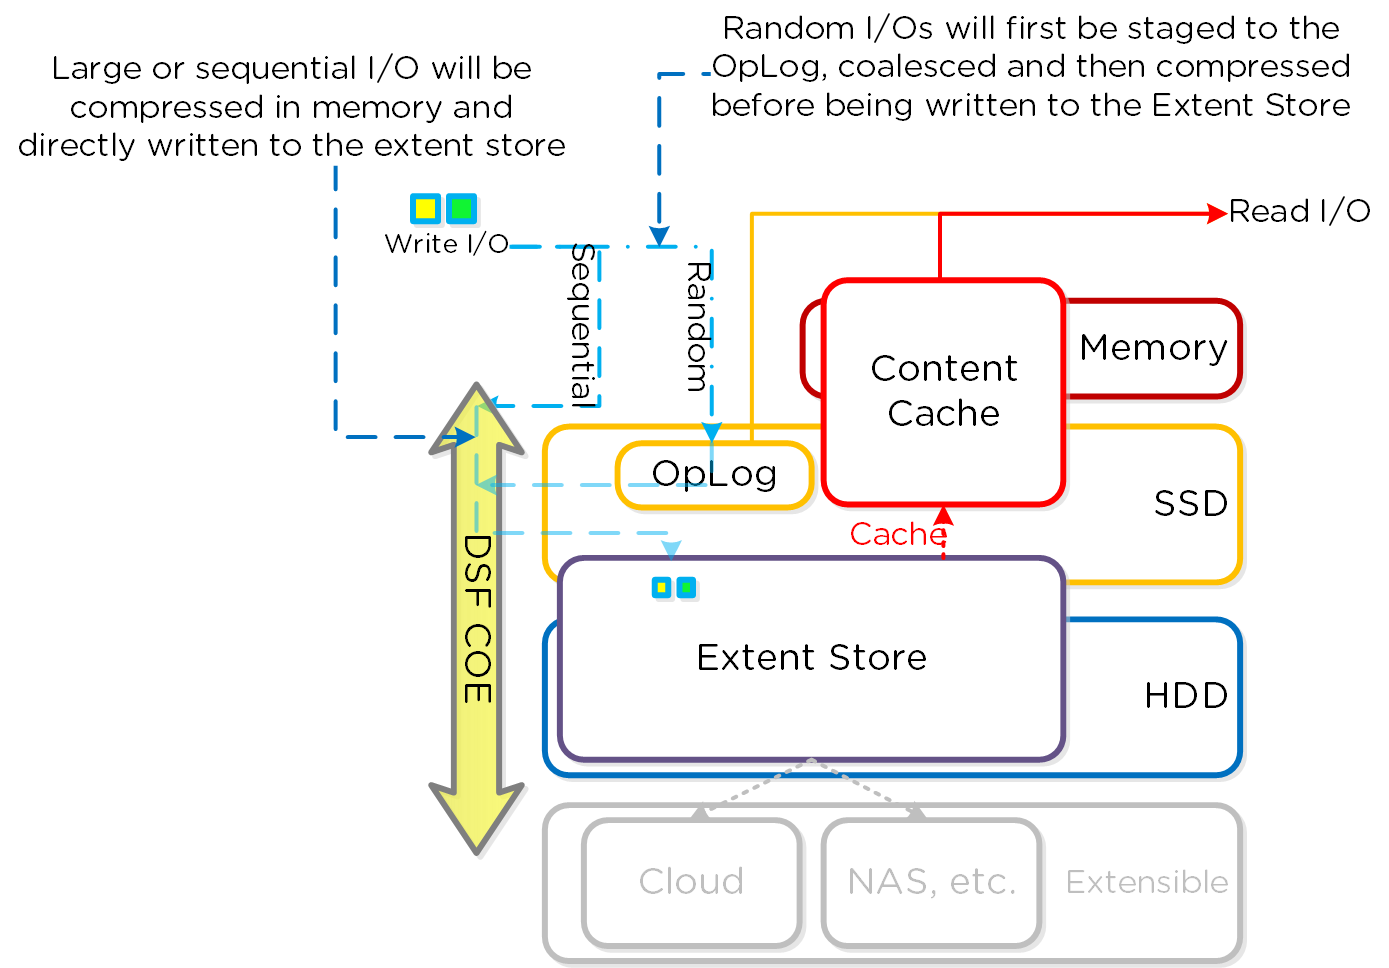 Random I/Os will first be staged to the
OpLog, coalesced and then compressed
before being written to the Extent Store
Large or sequential I/O will be
compressed in memory and
directly written to the extent store
Write I/O
Sequential
Random
Read I/O
Content
Cache
Memory
OpLog
SSD
Cache
DSF COE
Extent Store
HDD
Cloud
NAS, etc.
Extensible